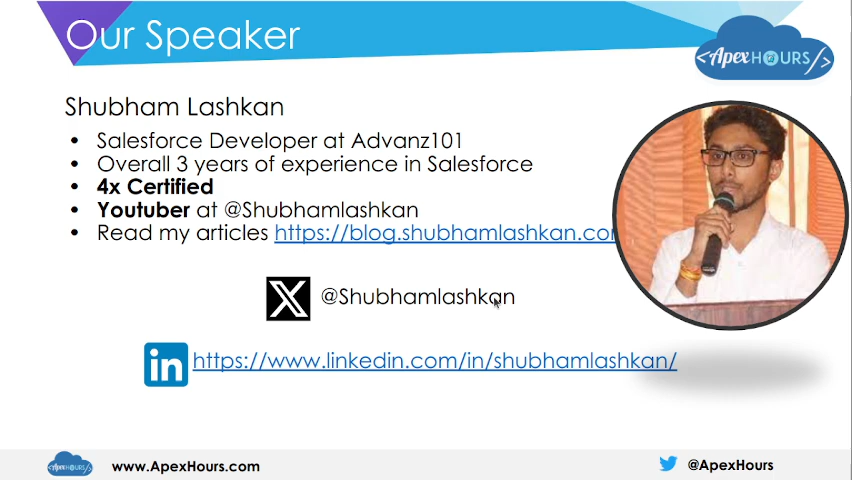 Our Speaker
<ApexHOURS/>
Shubham Lashkan
• Salesforce Developer at Advanz101
• Overall 3 years of experience in Salesforce
• 4x Certified
• Youtuber at @Shubhamlashkan
• Read my articles https://blog.shubhamlashkan.co
X @Shubhamlashkan
in https://www.linkedin.com/in/shubhamlashkan/
<ApexHOURS/> www.ApexHours.com
@ApexHours